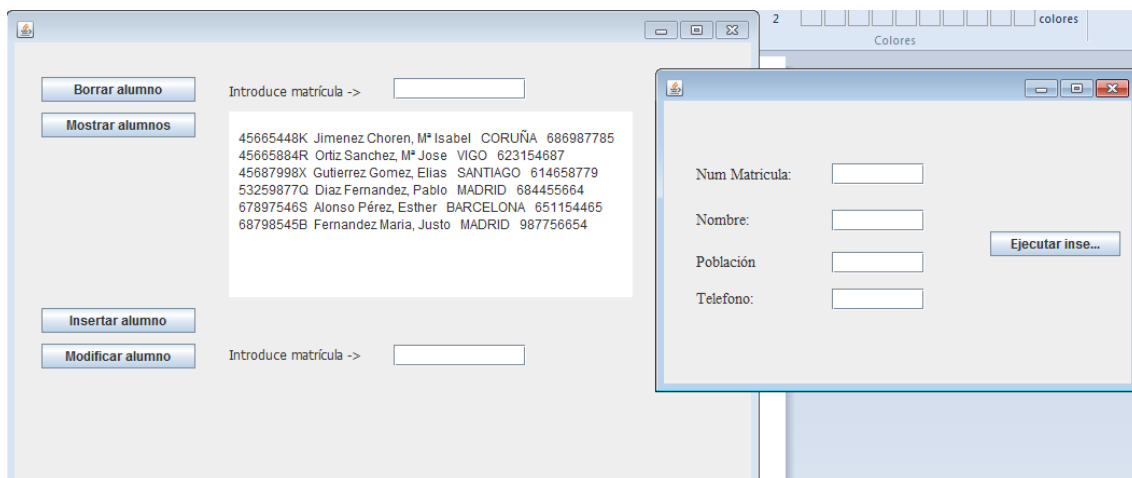 2
colores
Colores
Borrar alumno
Introduce matrícula ->
Mostrar alumnos
45665448K Jimenez Choren, Mª Isabel CORUÑA 686987785
45665884R Ortiz Sanchez, Mª Jose VIGO 623154687
45687998X Gutierrez Gomez, Elias SANTIAGO 614658779
53259877Q Diaz Fernandez, Pablo MADRID 684455664
67897546S Alonso Pérez, Esther BARCELONA 651154465
68798545B Fernandez Maria, Justo MADRID 987756654
Insertar alumno
Modificar alumno
Introduce matrícula ->
Num Matricula:
Nombre:
Población
Telefono:
Ejecutar inse...